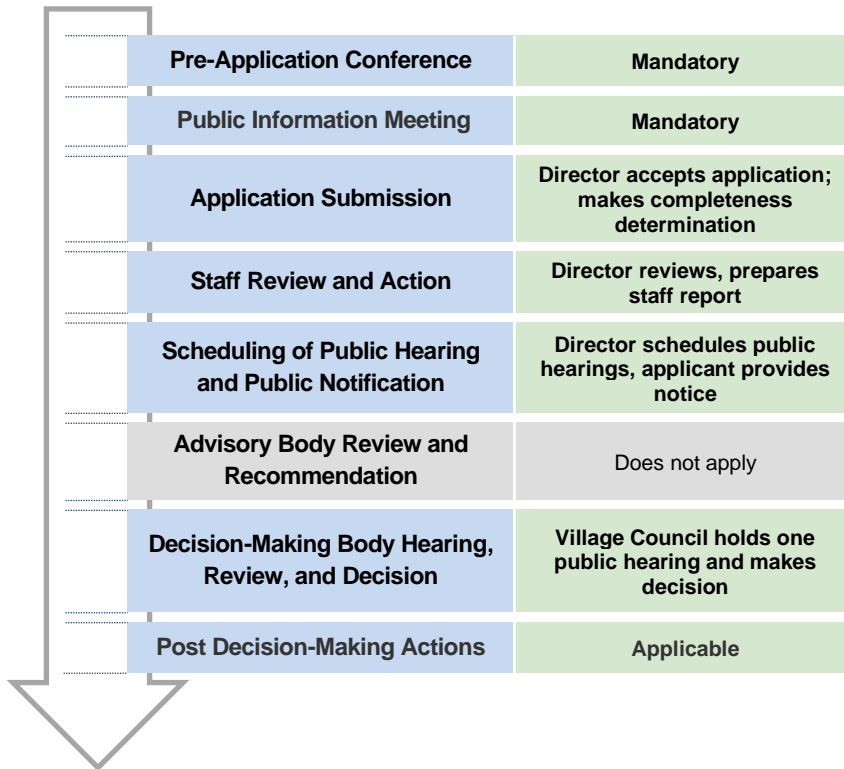 Pre-Application Conference
Mandatory
Public Information Meeting
Mandatory
Application Submission
Director accepts application;
makes completeness
determination
Staff Review and Action
Director reviews, prepares
staff report
Scheduling of Public Hearing
and Public Notification
Director schedules public
hearings, applicant provides
notice
Advisory Body Review and
Recommendation
Does not apply
Decision-Making Body Hearing,
Review, and Decision
Village Council holds one
public hearing and makes
decision
Post Decision-Making Actions
Applicable